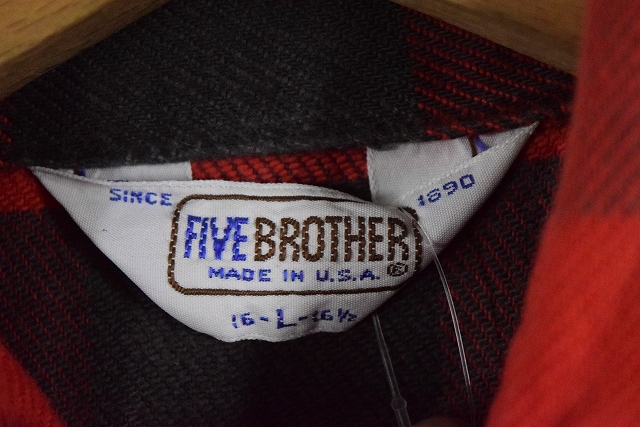 SINCE 1890
FIVE BROTHER
MADE IN U.S.A. ®
16-L-16½